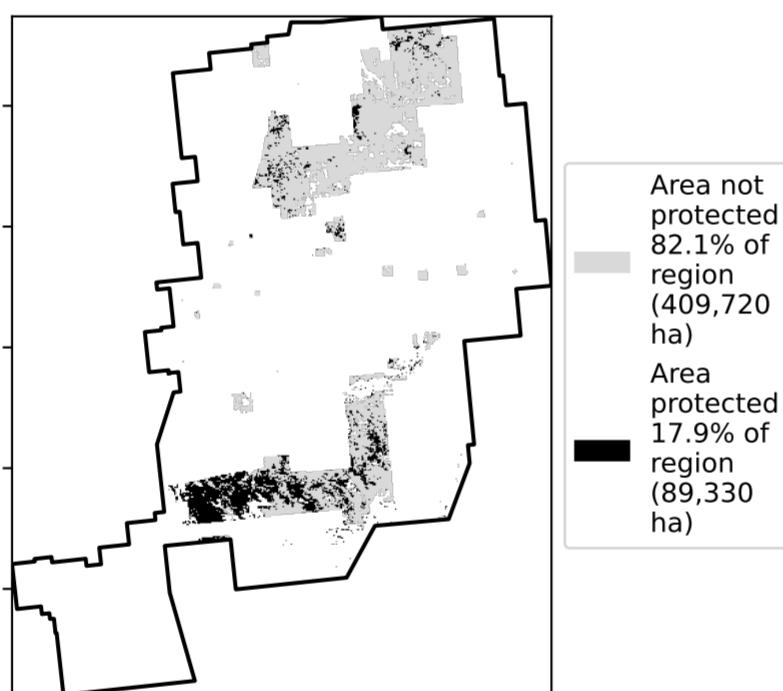 Area not
protected
82.1% of
region
(409,720
ha)
Area
protected
17.9% of
region
(89,330
ha)